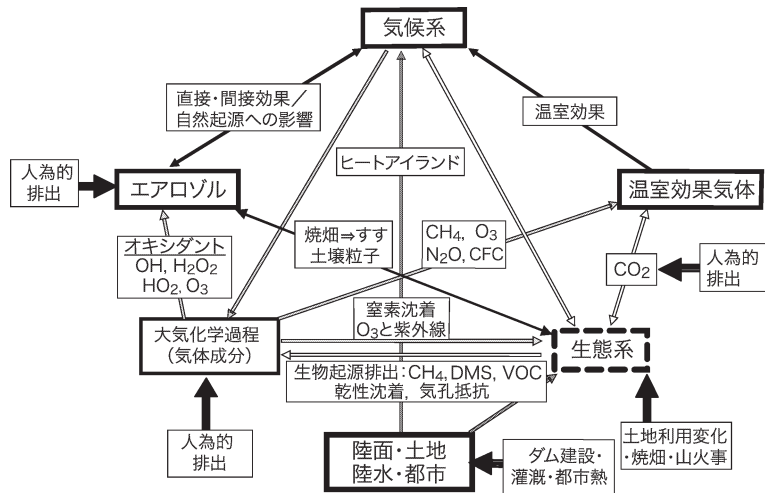 気候系
直接・間接効果／
自然起源への影響
温室効果
ヒートアイランド
人為的
排出
エアロゾル
温室効果気体
オキシダント
OH, H2O2
HO2, O3
焼畑⇒すす
土壌粒子
CH4, O3
N2O, CFC
CO2
人為的
排出
大気化学過程
（気体成分）
窒素沈着
O3と紫外線
生態系
生物起源排出：CH4, DMS, VOC
乾性沈着, 気孔抵抗
人為的
排出
陸面・土地
陸水・都市
ダム建設・
灌漑・都市熱
土地利用変化
・焼畑・山火事